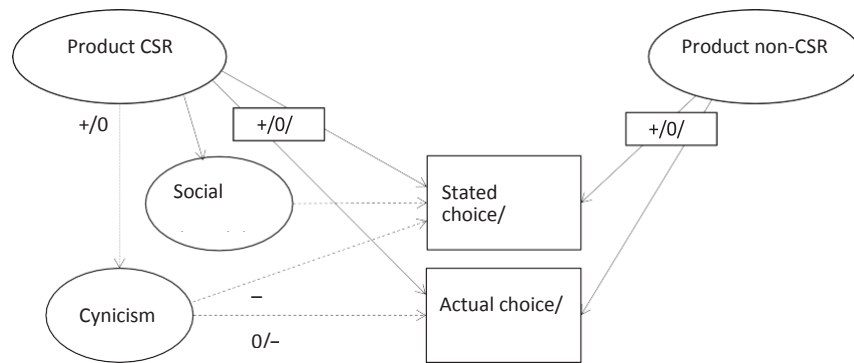 Product CSR
Product non-CSR
+/0
+/0/
+/0/
Social
Stated
choice/
Cynicism
–
0/–
Actual choice/